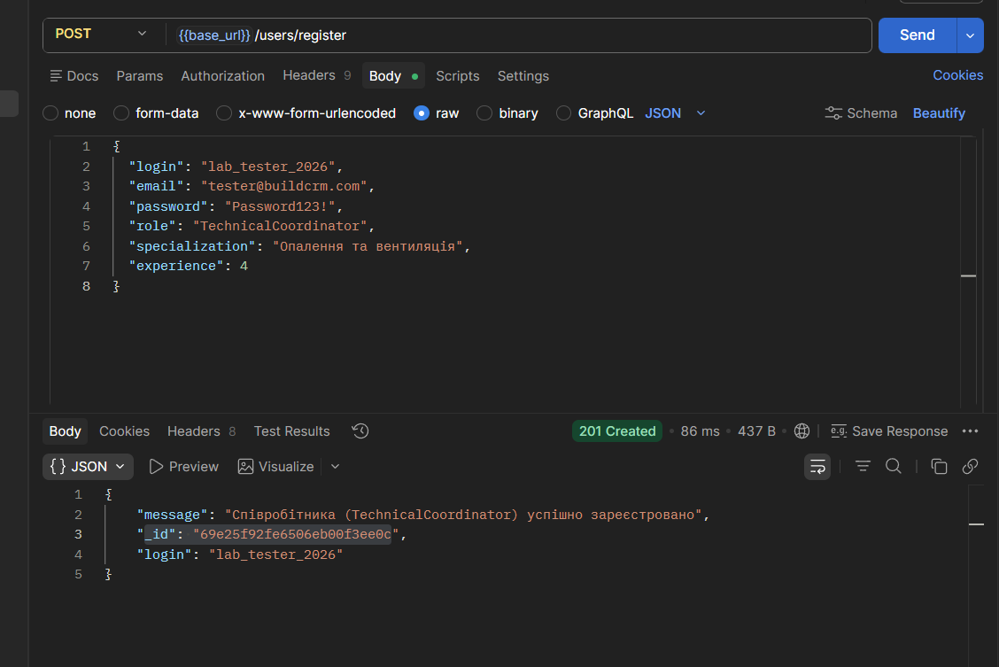 POST {{base_url}} /users/register Send
Docs Params Authorization Headers 9 Body Scripts Settings Cookies
none form-data x-www-form-urlencoded raw binary GraphQL JSON Schema Beautify
1 {
2 "login": "lab_tester_2026",
3 "email": "tester@buildcrm.com",
4 "password": "Password123!",
5 "role": "TechnicalCoordinator",
6 "specialization": "Опалення та вентиляція",
7 "experience": 4
8 }
Body Cookies Headers 8 Test Results 201 Created • 86 ms • 437 B • e.g. Save Response
{} JSON Preview Visualize
1 {
2 "message": "Співробітника (TechnicalCoordinator) успішно зареєстровано",
3 "_id": "69e25f92fe6506eb00f3ee0c",
4 "login": "lab_tester_2026"
5 }